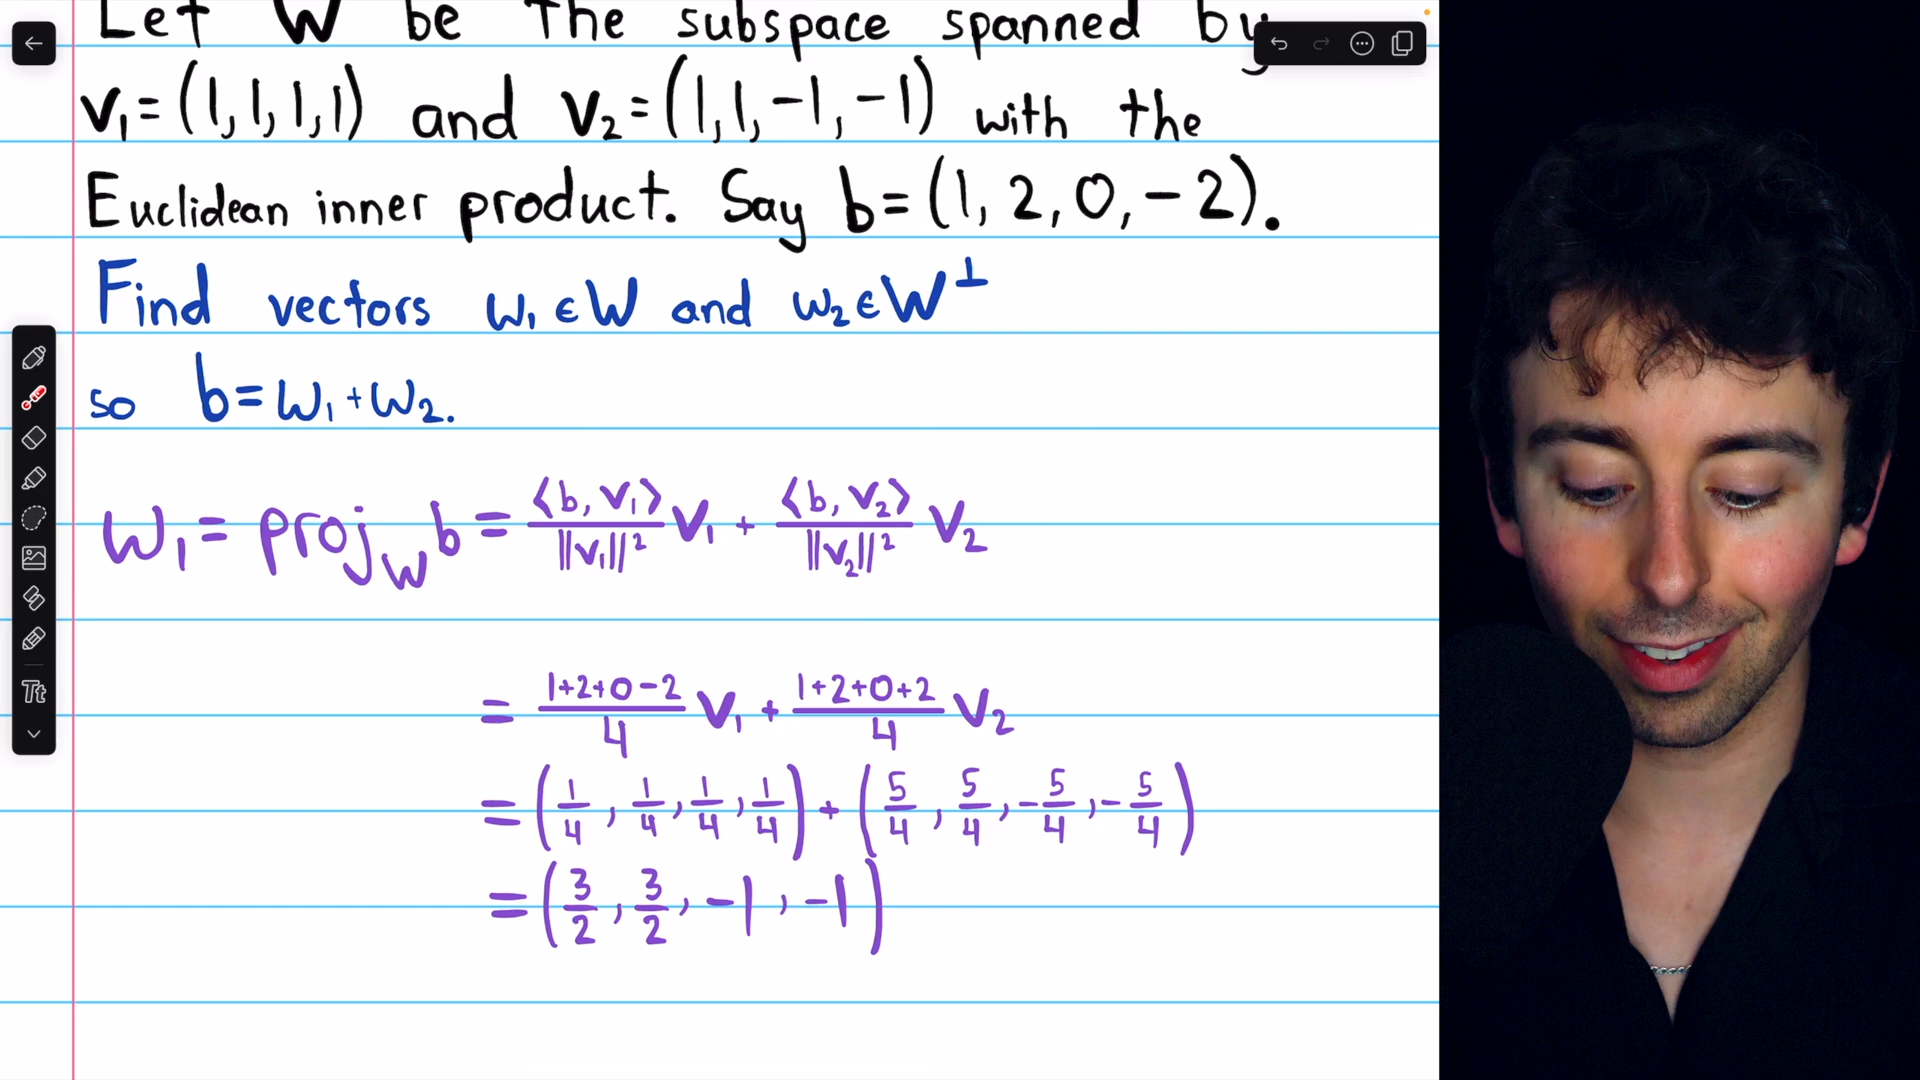 Let W be the subspace spanned by
v₁=(1,1,1,1) and v₂=(1,1,-1,-1) with the
Euclidean inner product. Say b=(1,2,0,-2).
Find vectors w₁∈W and w₂∈W⊥
so b=w₁+w₂.
w₁= proj_W b = ⟨b,v₁⟩/||v₁||² v₁ + ⟨b,v₂⟩/||v₂||² v₂
= (1+2+0-2)/4 v₁ + (1+2+0+2)/4 v₂
= (1/4, 1/4, 1/4, 1/4) + (5/4, 5/4, -5/4, -5/4)
= (3/2, 3/2, -1, -1)
Tt